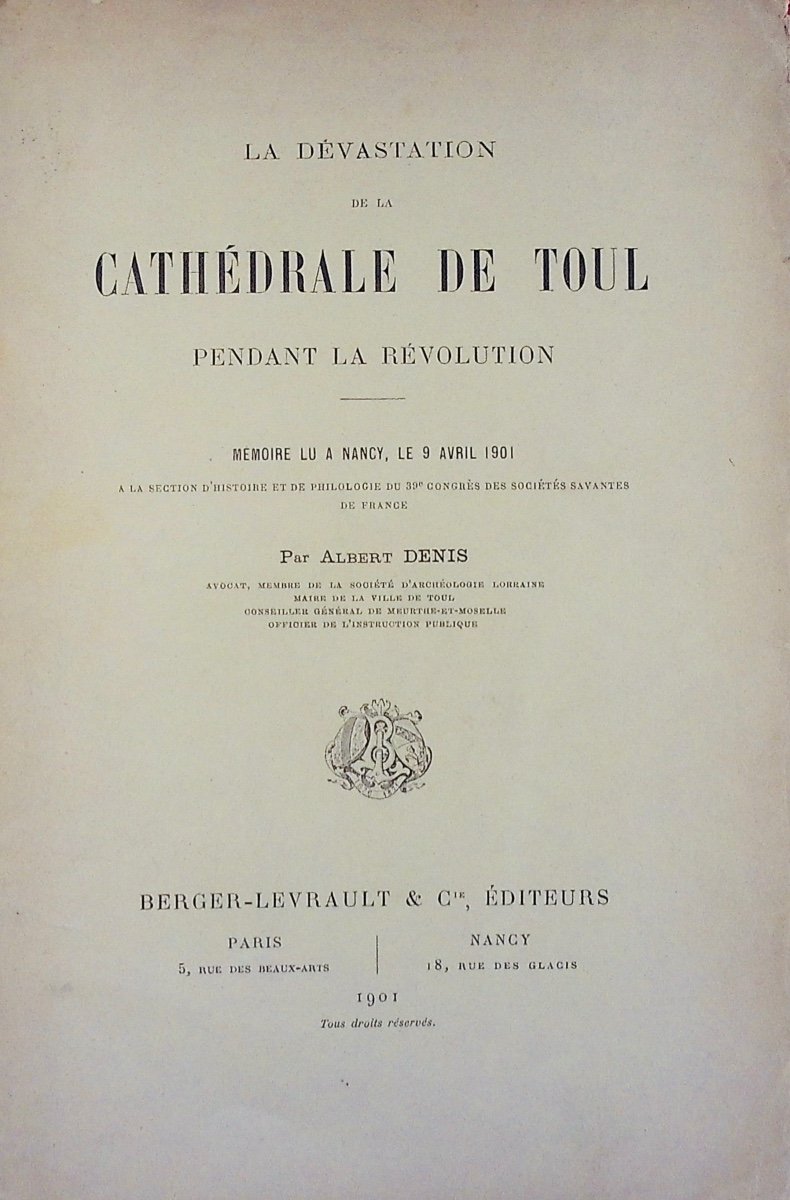 LA DÉVASTATION
DE LA
CATHÉDRALE DE TOUL
PENDANT LA RÉVOLUTION
MÉMOIRE LU A NANCY, LE 9 AVRIL 1901
A LA SECTION D'HISTOIRE ET DE PHILOLOGIE DU 39e CONGRÈS DES SOCIÉTÉS SAVANTES
DE FRANCE
Par ALBERT DENIS
AVOCAT, MEMBRE DE LA SOCIÉTÉ D'ARCHÉOLOGIE LORRAINE
MAIRE DE LA VILLE DE TOUL
CONSEILLER GÉNÉRAL DE MEURTHE-ET-MOSELLE
OFFICIER DE L'INSTRUCTION PUBLIQUE
BERGER-LEVRAULT & CIE, ÉDITEURS
PARIS
5, RUE DES BEAUX-ARTS
NANCY
18, RUE DES GLACIS
1901
Tous droits réservés.